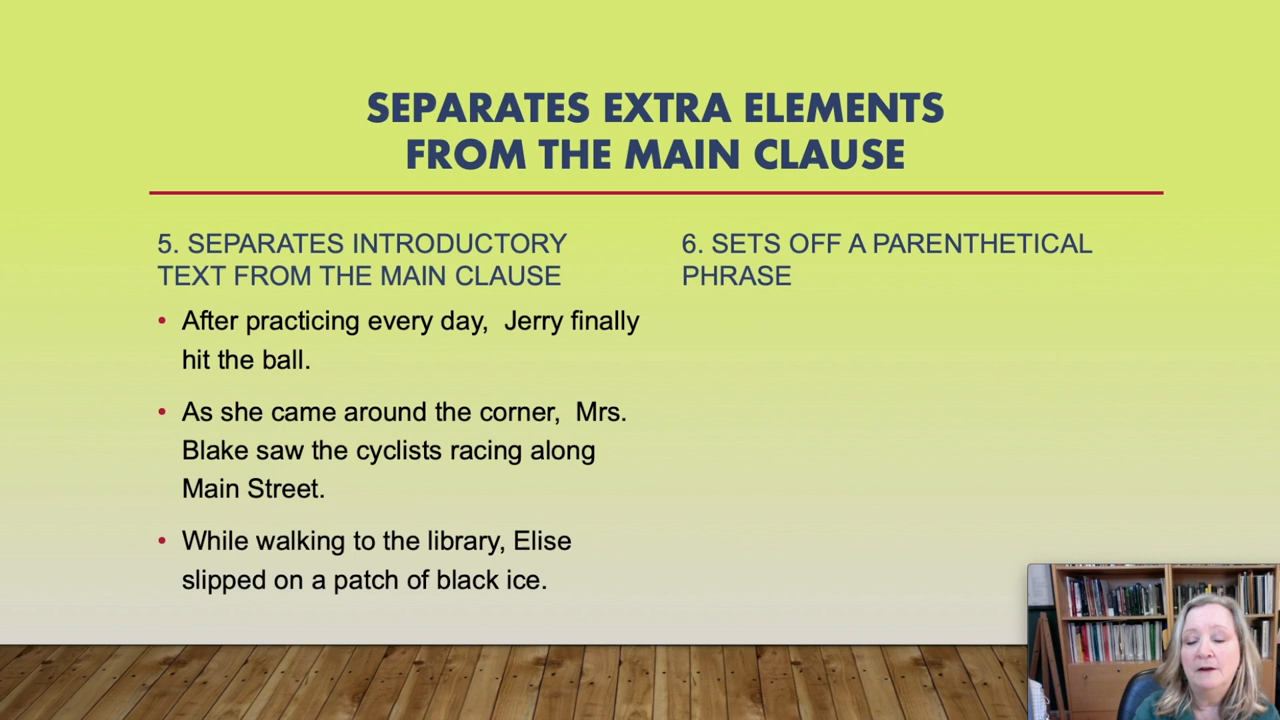 SEPARATES EXTRA ELEMENTS
FROM THE MAIN CLAUSE
5. SEPARATES INTRODUCTORY
TEXT FROM THE MAIN CLAUSE
• After practicing every day,  Jerry finally
hit the ball.
• As she came around the corner,  Mrs.
Blake saw the cyclists racing along
Main Street.
• While walking to the library, Elise
slipped on a patch of black ice.
6. SETS OFF A PARENTHETICAL
PHRASE